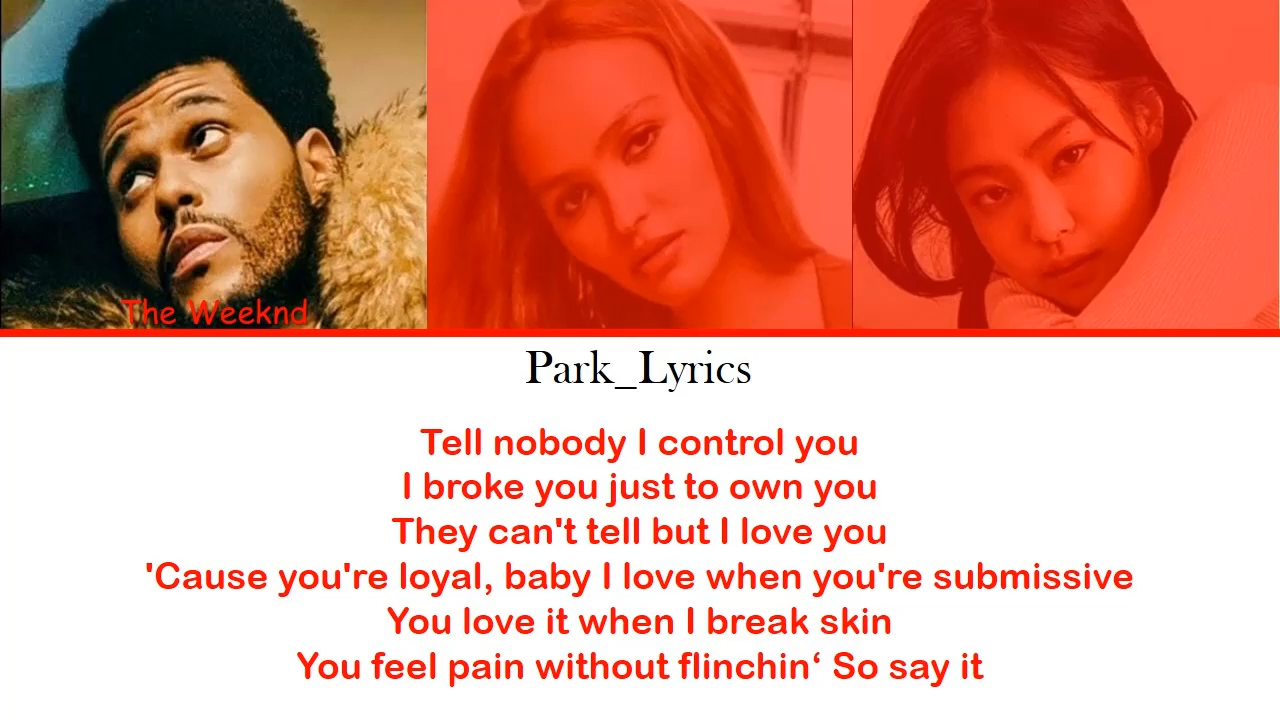 The Weeknd
Park_Lyrics
Tell nobody I control you
I broke you just to own you
They can't tell but I love you
'Cause you're loyal, baby I love when you're submissive
You love it when I break skin
You feel pain without flinchin‘ So say it